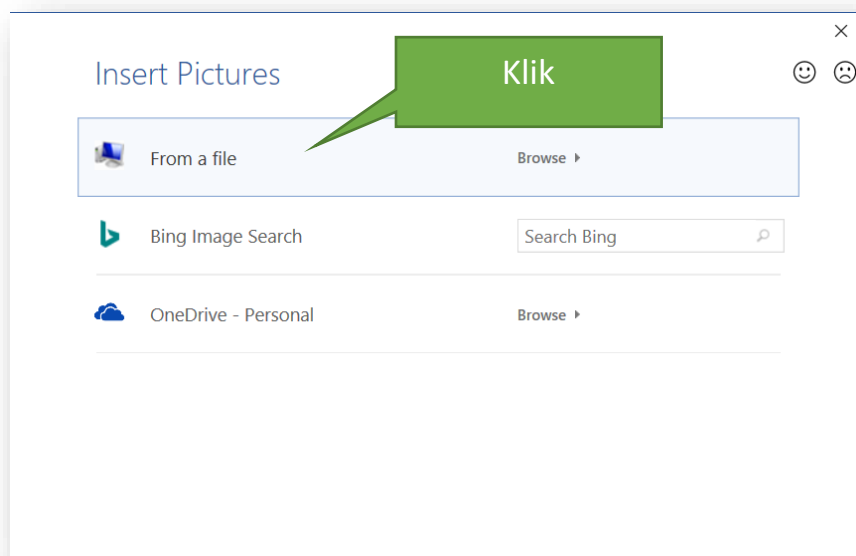 Insert Pictures
Klik
From a file
Browse
Bing Image Search
Search Bing
OneDrive - Personal
Browse